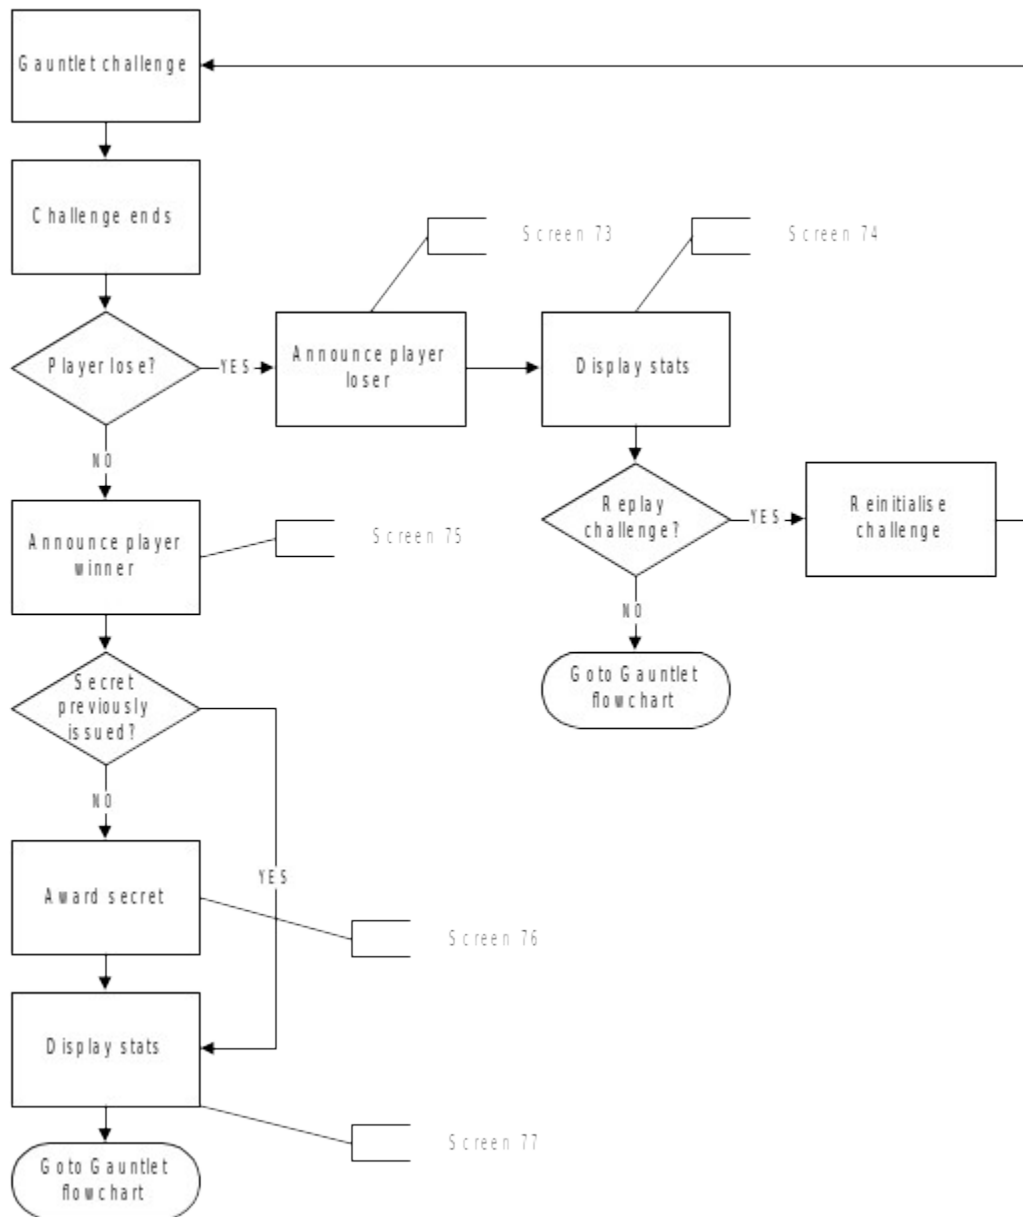 Gauntlet challenge
Challenge ends
Screen 73
Screen 74
Player lose?
YES
Announce player
loser
Display stats
NO
Replay
challenge?
YES
Reinitialise
challenge
Announce player
winner
Screen 75
NO
Goto Gauntlet
flowchart
Secret
previously
issued?
NO
YES
Award secret
Screen 76
Display stats
Screen 77
Goto Gauntlet
flowchart